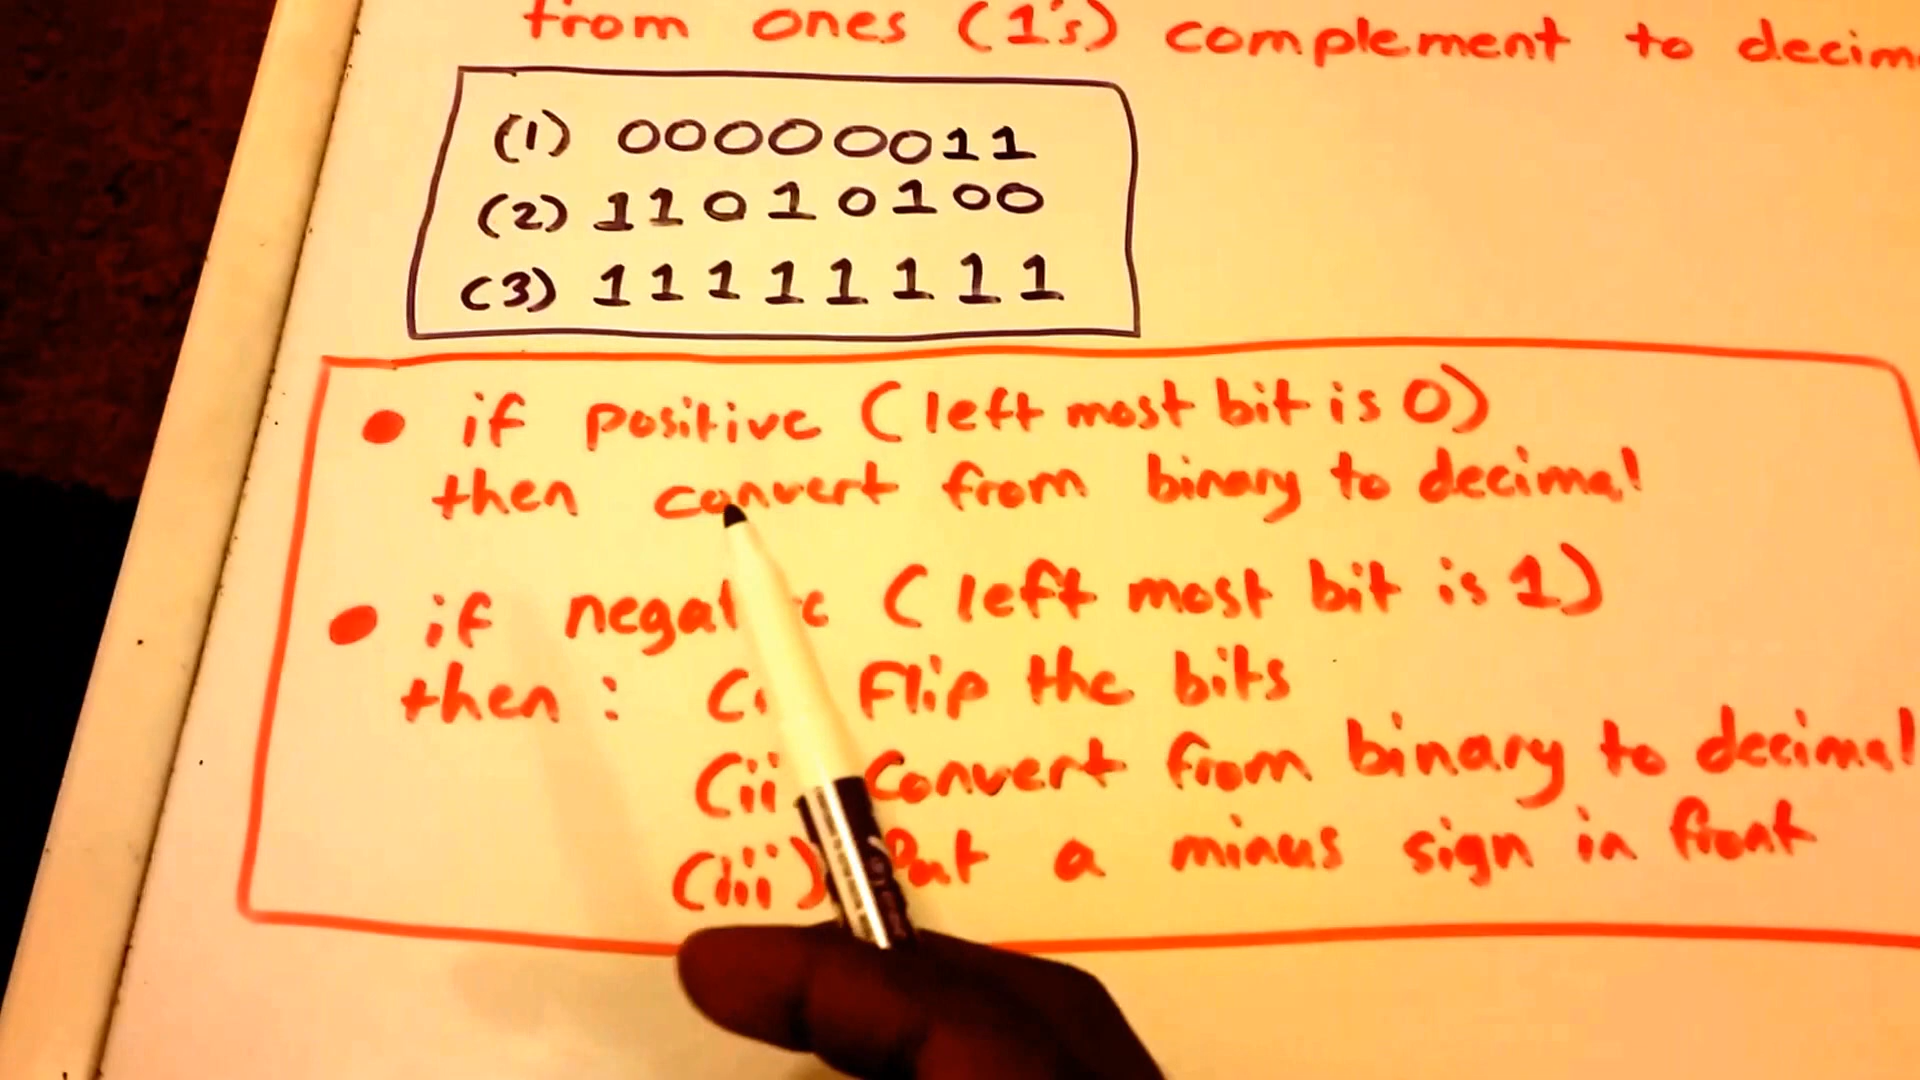 from ones (1's) complement to decim
(1) 00000011
(2) 11010100
(3) 11111111
• if positive (left most bit is 0)
then convert from binary to decimal
• if (left most bit is 1)
then : Flip the bits
(ii Convert from binary to decimal
(iii) Put a minus sign in front